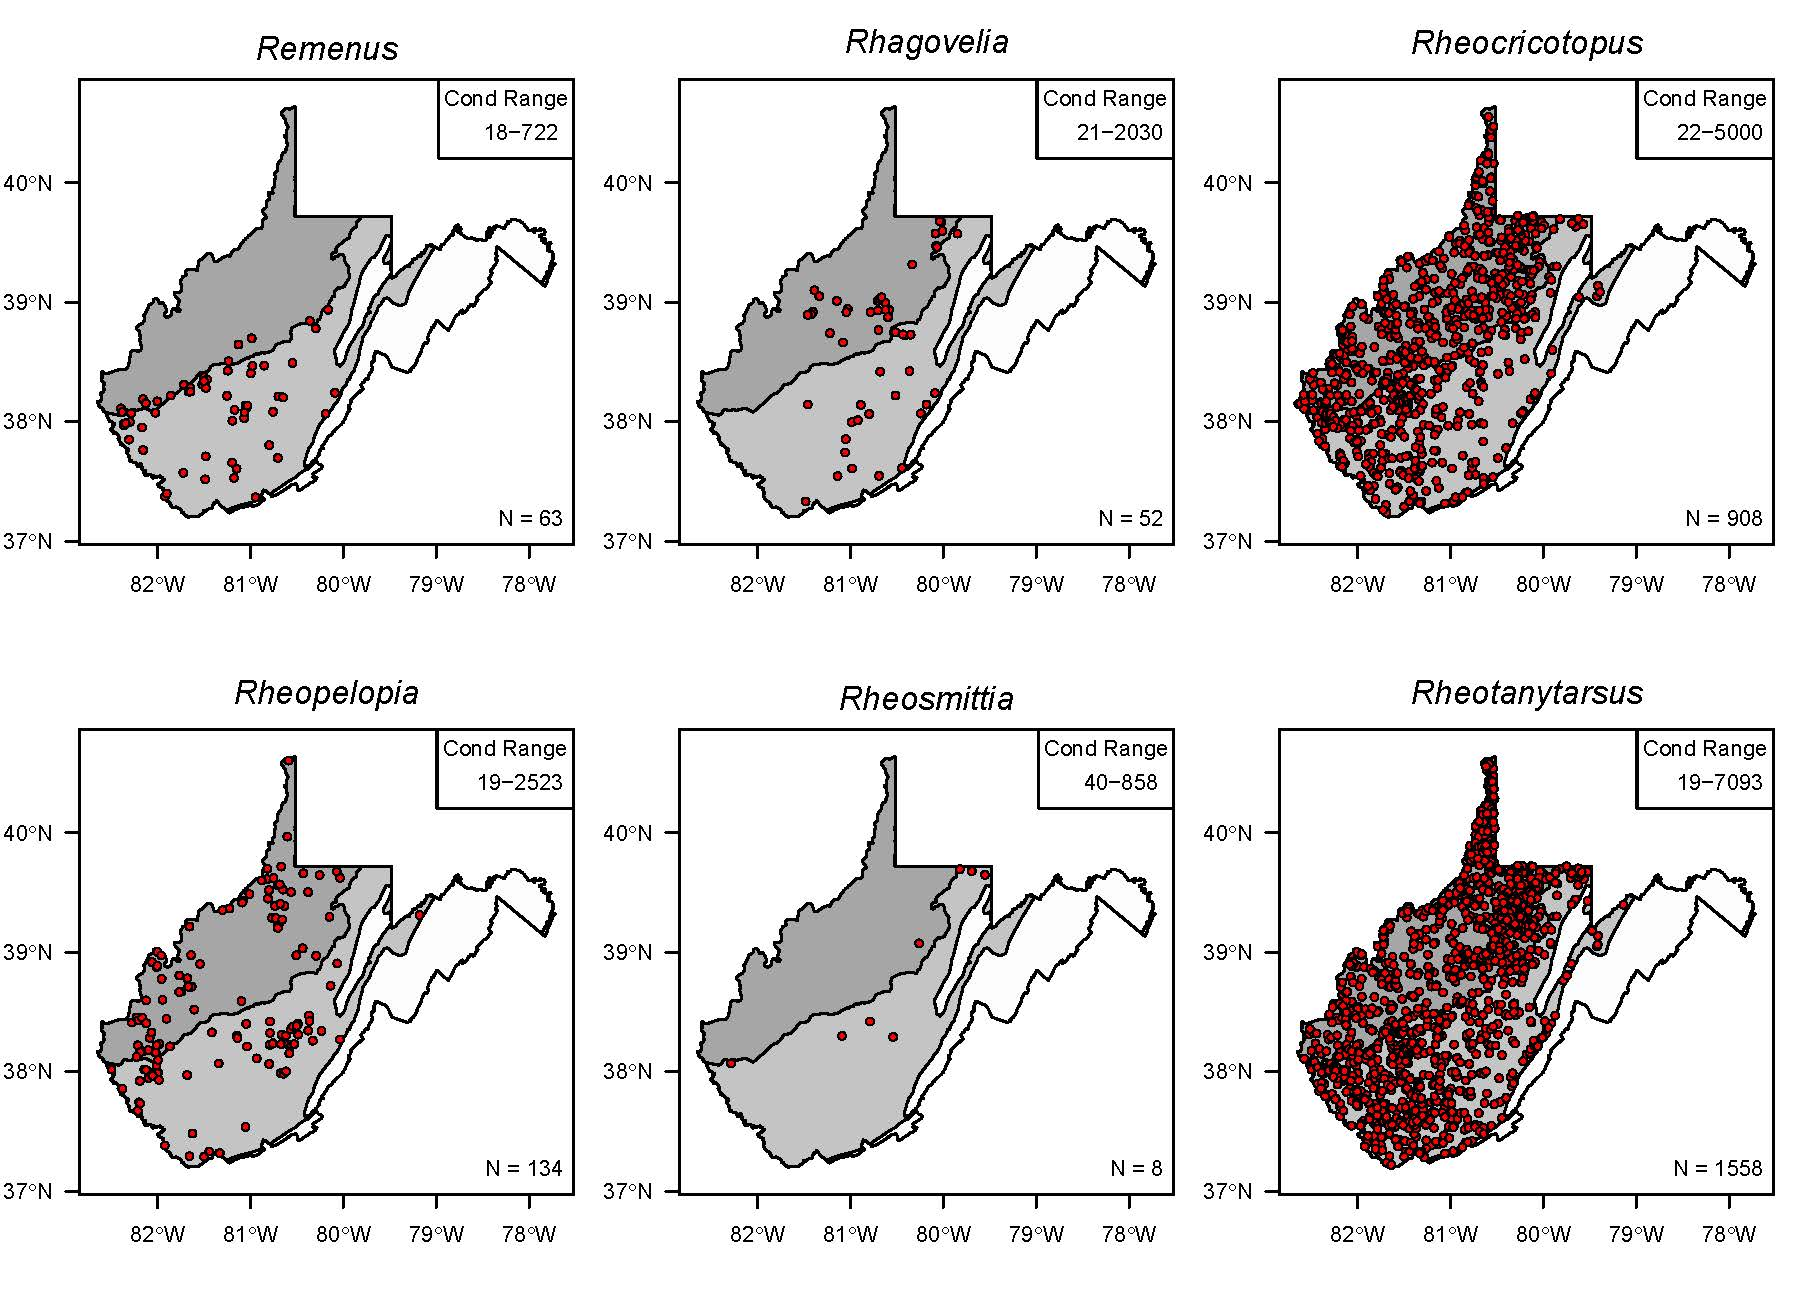 Remenus
Cond Range
18−722
40°N
39°N
38°N
37°N
N = 63
82°W 81°W 80°W 79°W 78°W
Rhagovelia
Cond Range
21−2030
40°N
39°N
38°N
37°N
N = 52
82°W 81°W 80°W 79°W 78°W
Rheocricotopus
Cond Range
22−5000
40°N
39°N
38°N
37°N
N = 908
82°W 81°W 80°W 79°W 78°W
Rheopelopia
Cond Range
19−2523
40°N
39°N
38°N
37°N
N = 134
82°W 81°W 80°W 79°W 78°W
Rheosmittia
Cond Range
40−858
40°N
39°N
38°N
37°N
N = 8
82°W 81°W 80°W 79°W 78°W
Rheotanytarsus
Cond Range
19−7093
40°N
39°N
38°N
37°N
N = 1558
82°W 81°W 80°W 79°W 78°W